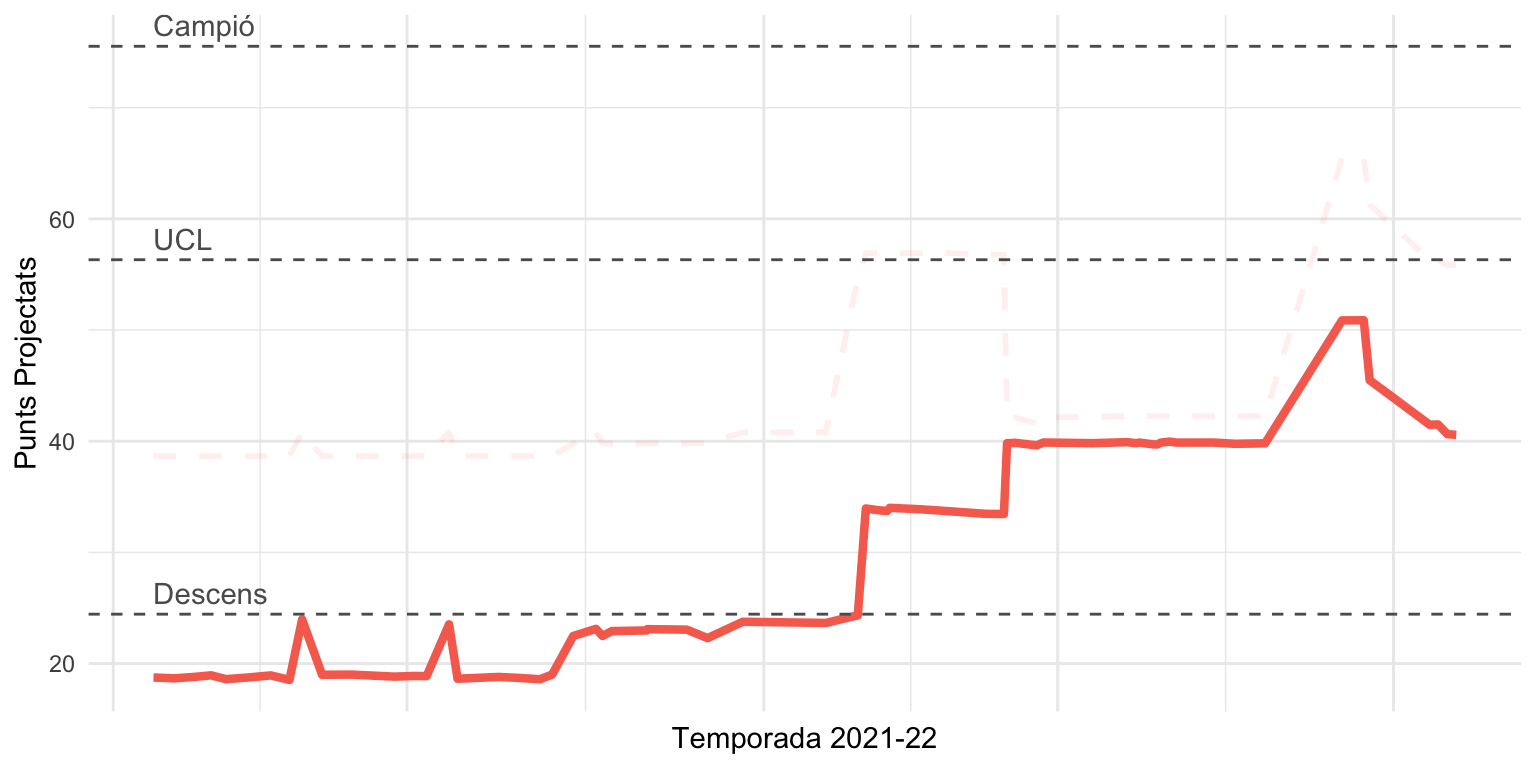 Campió
60
UCL
Punts Projectats
40
Descens
20
Temporada 2021-22